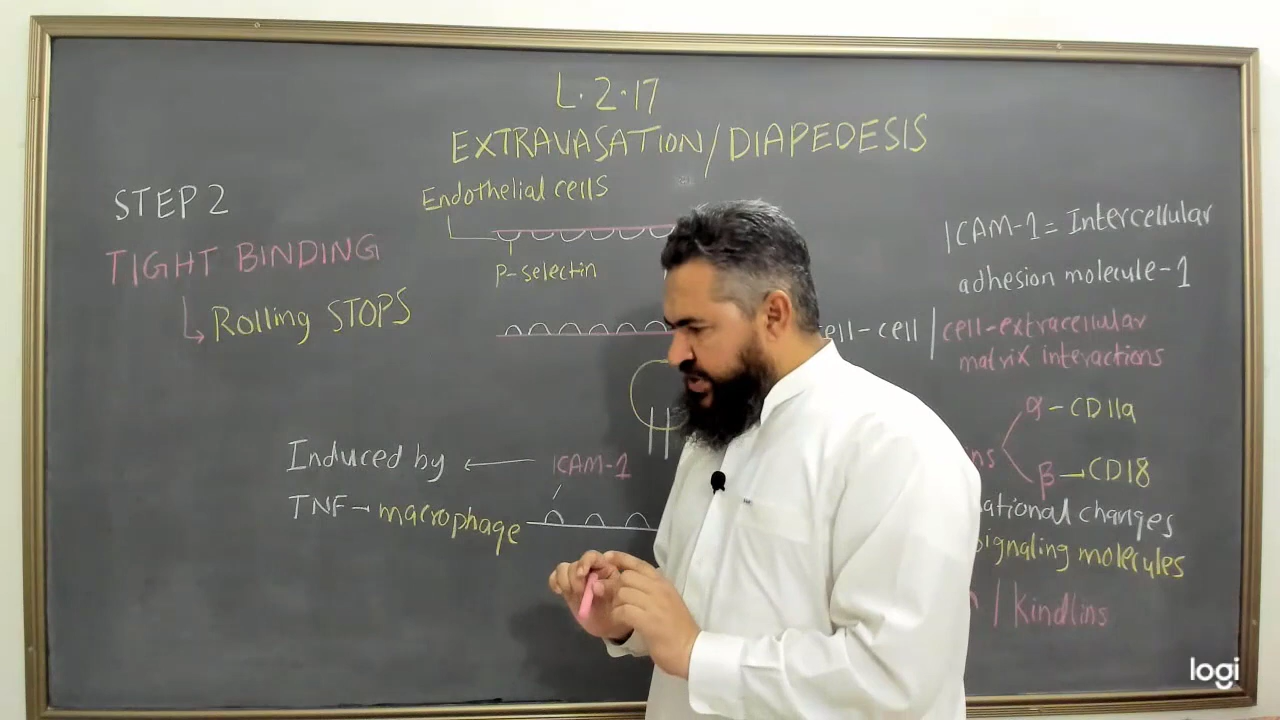 L.2.17
EXTRAVASATION/DIAPEDESIS
STEP 2
TIGHT BINDING
Rolling STOPS
Endothelial cells
P-selectin
Induced by
ICAM-1
TNF - macrophage
ICAM-1 = Intercellular
adhesion molecule-1
cell-cell / cell-extracellular
matrix interactions
α - CD11a
β → CD18
changes
signaling molecules
/ Kindlins
logi